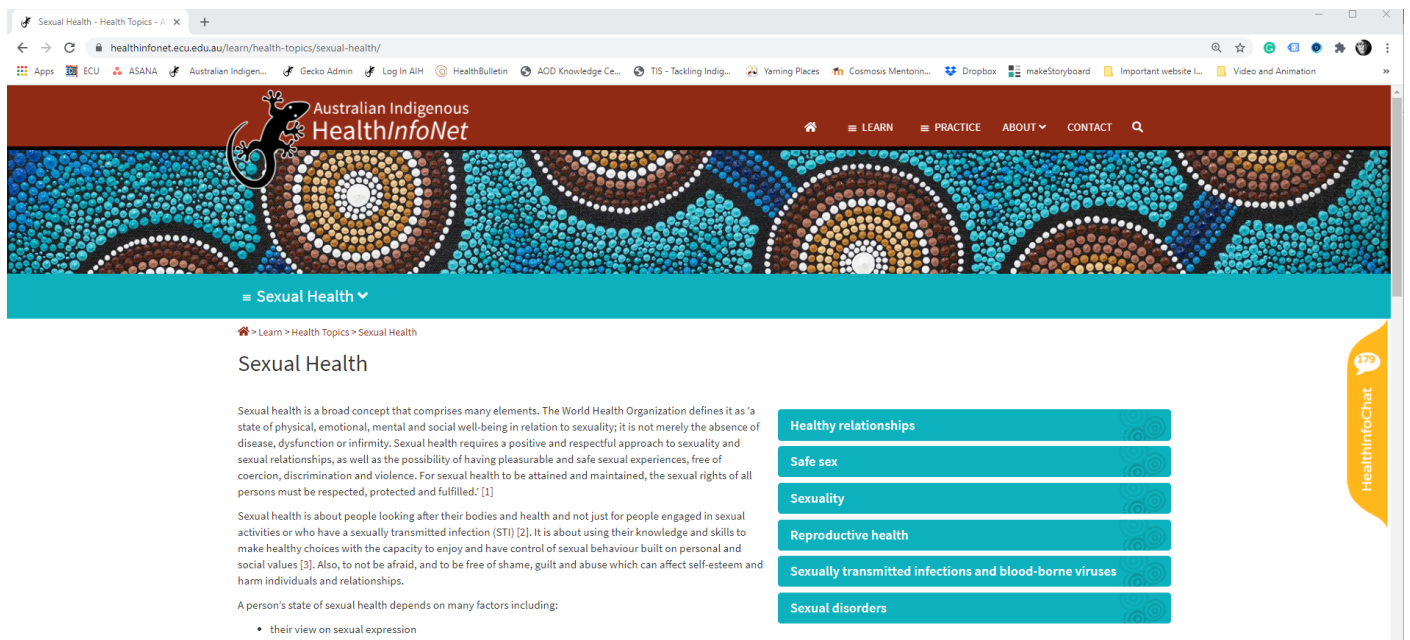 Sexual Health - Health Topics - A
healthinfonet.ecu.edu.au/learn/health-topics/sexual-health/
Apps ECU ASANA Australian Indigen... Gecko Admin Log In AIH HealthBulletin AOD Knowledge Ce... TIS - Tackling Indig... Yarning Places Cosmosis Mentorin... Dropbox makeStoryboard Important website l... Video and Animation »
Australian Indigenous
HealthInfoNet
LEARN PRACTICE ABOUT CONTACT
Sexual Health
> Learn > Health Topics > Sexual Health
Sexual Health
Sexual health is a broad concept that comprises many elements. The World Health Organization defines it as 'a
state of physical, emotional, mental and social well-being in relation to sexuality; it is not merely the absence of
disease, dysfunction or infirmity. Sexual health requires a positive and respectful approach to sexuality and
sexual relationships, as well as the possibility of having pleasurable and safe sexual experiences, free of
coercion, discrimination and violence. For sexual health to be attained and maintained, the sexual rights of all
persons must be respected, protected and fulfilled.' [1]
Sexual health is about people looking after their bodies and health and not just for people engaged in sexual
activities or who have a sexually transmitted infection (STI) [2]. It is about using their knowledge and skills to
make healthy choices with the capacity to enjoy and have control of sexual behaviour built on personal and
social values [3]. Also, to not be afraid, and to be free of shame, guilt and abuse which can affect self-esteem and
harm individuals and relationships.
A person's state of sexual health depends on many factors including:
• their view on sexual expression
Healthy relationships
Safe sex
Sexuality
Reproductive health
Sexually transmitted infections and blood-borne viruses
Sexual disorders
179
HealthInfoChat